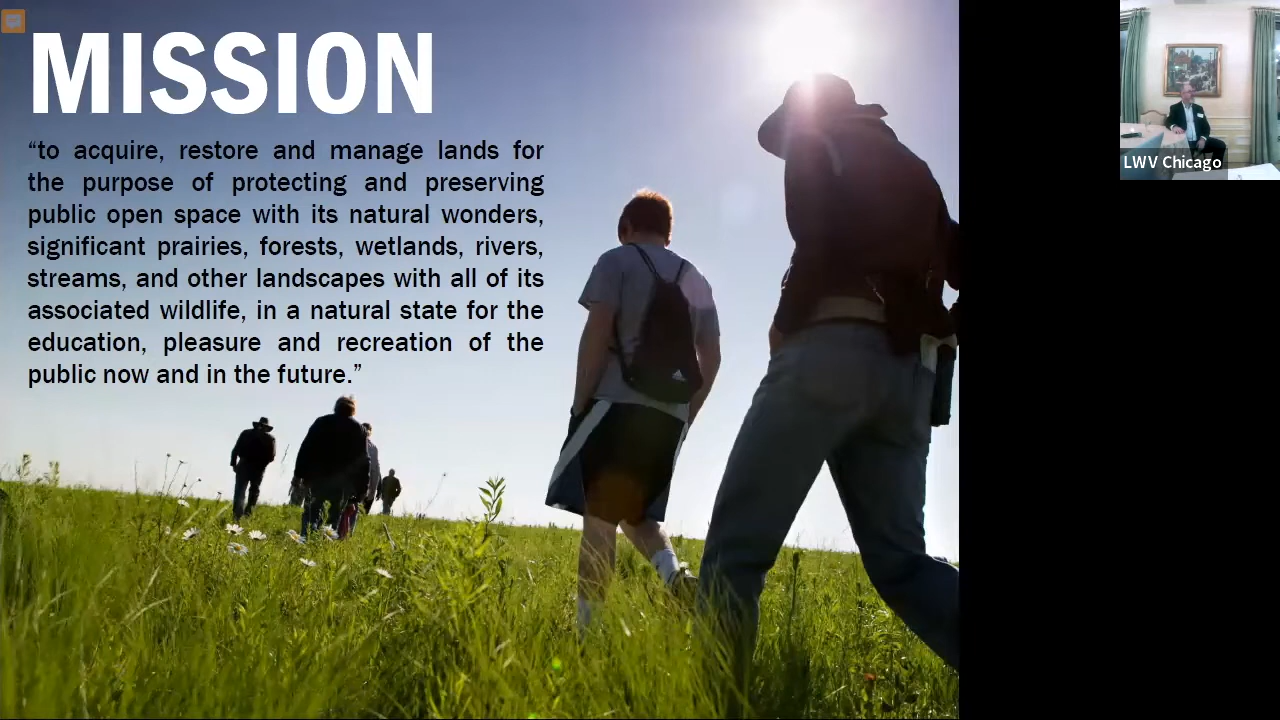 MISSION
“to acquire, restore and manage lands for
the purpose of protecting and preserving
public open space with its natural wonders,
significant prairies, forests, wetlands, rivers,
streams, and other landscapes with all of its
associated wildlife, in a natural state for the
education, pleasure and recreation of the
public now and in the future.”
LWV Chicago